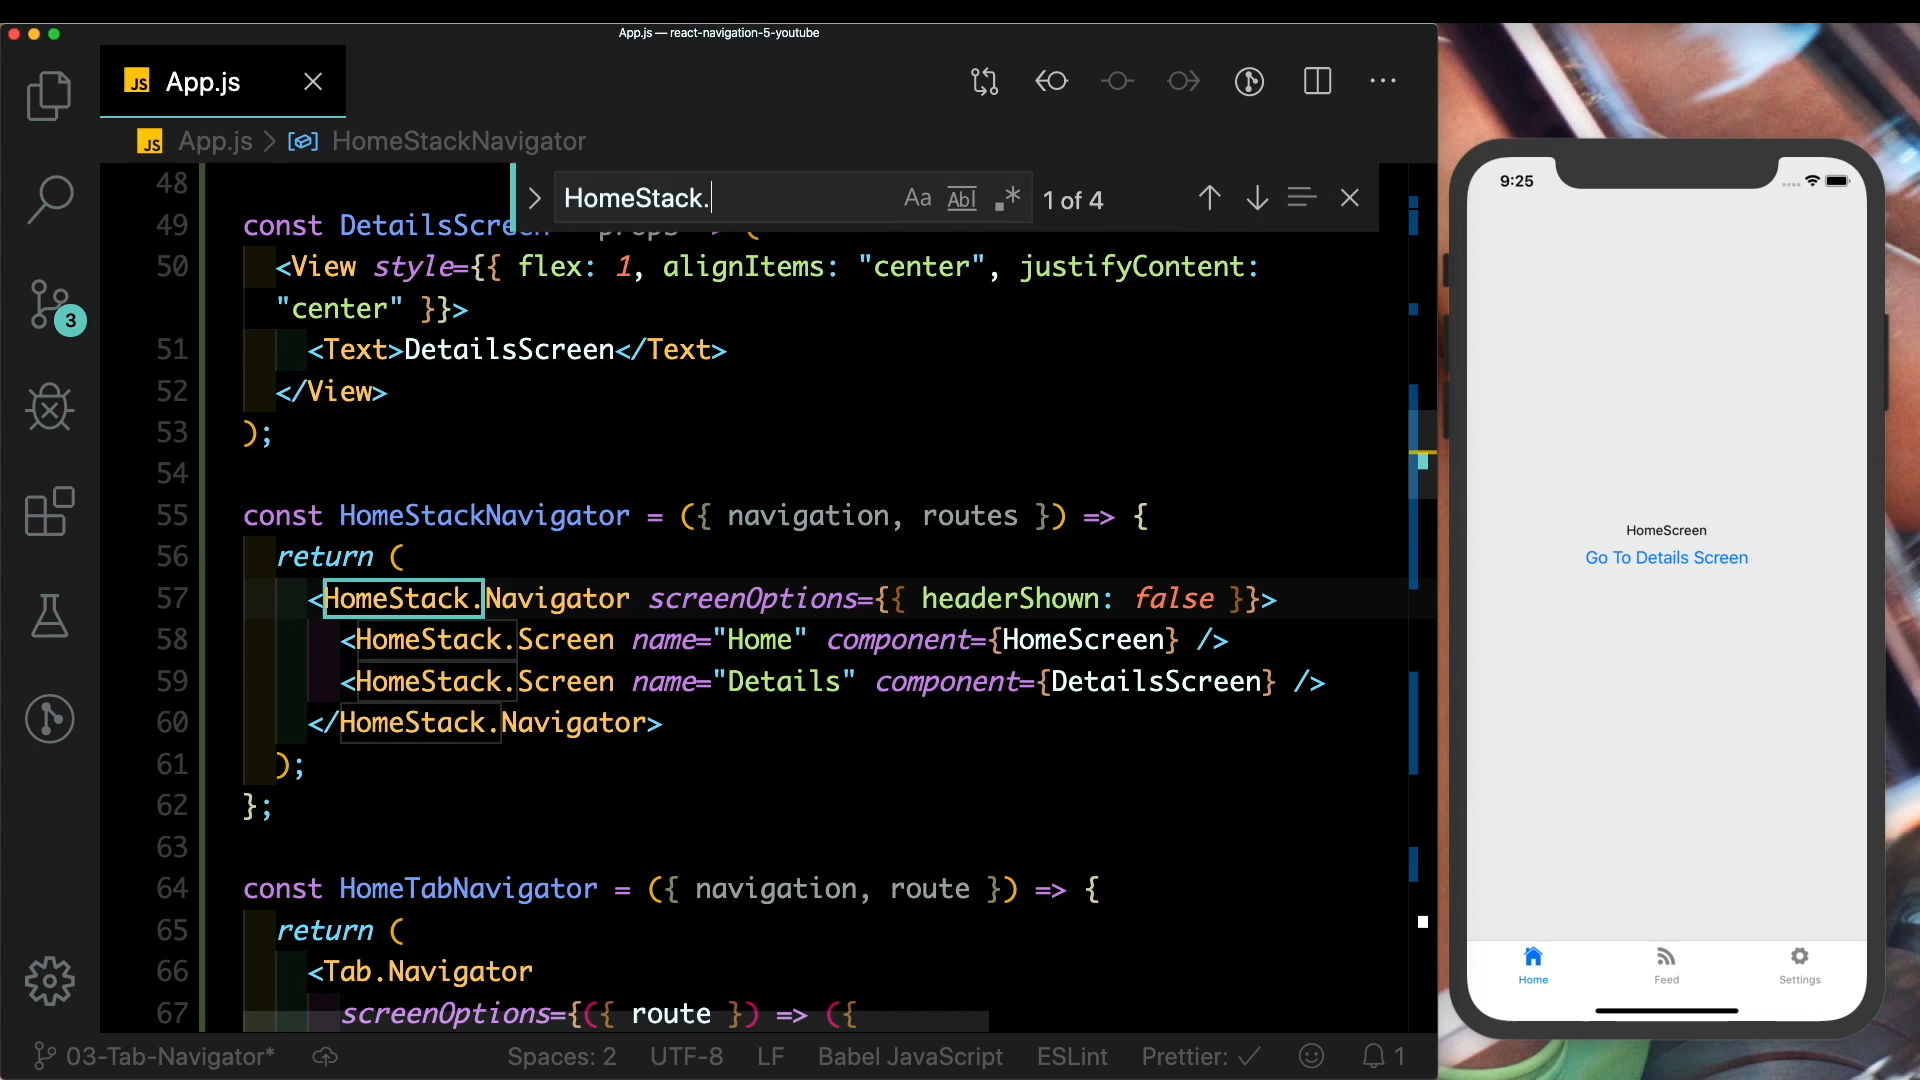 App.js — react-navigation-5-youtube
JS App.js
JS App.js > HomeStackNavigator
HomeStack. Aa Abl .* 1 of 4
48
49 const DetailsScreen = props => (
50 <View style={{ flex: 1, alignItems: "center", justifyContent:
"center" }}>
51 <Text>DetailsScreen</Text>
52 </View>
53 );
54
55 const HomeStackNavigator = ({ navigation, routes }) => {
56 return (
57 <HomeStack.Navigator screenOptions={{ headerShown: false }}>
58 <HomeStack.Screen name="Home" component={HomeScreen} />
59 <HomeStack.Screen name="Details" component={DetailsScreen} />
60 </HomeStack.Navigator>
61 );
62 };
63
64 const HomeTabNavigator = ({ navigation, route }) => {
65 return (
66 <Tab.Navigator
67 screenOptions={({ route }) => ({
3
03-Tab-Navigator* Spaces: 2 UTF-8 LF Babel JavaScript ESLint Prettier: ✓ 1
9:25
HomeScreen
Go To Details Screen
Home Feed Settings